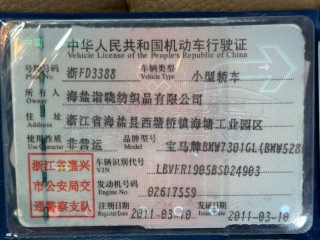 中华人民共和国机动车行驶证
Vehicle License of the People's Republic of China
号牌号码 浙FD3388 车辆类型 小型轿车
Plate No. Vehicle Type
所有人 海盐诣晓纺织品有限公司
Owner
住址 浙江省海盐县西塘桥镇海塘工业园区
Address
使用性质 非营运 品牌型号 宝马牌BMW7301GL(BMW528
Use Character Model
浙江省嘉兴
市公安局交
通警察支队
车辆识别代号 LBVFR1905BSD24903
VIN
发动机号码 02617559
Engine No.
注册日期 2011-03-10 发证日期 2011-03-10
Register Date Issue Date